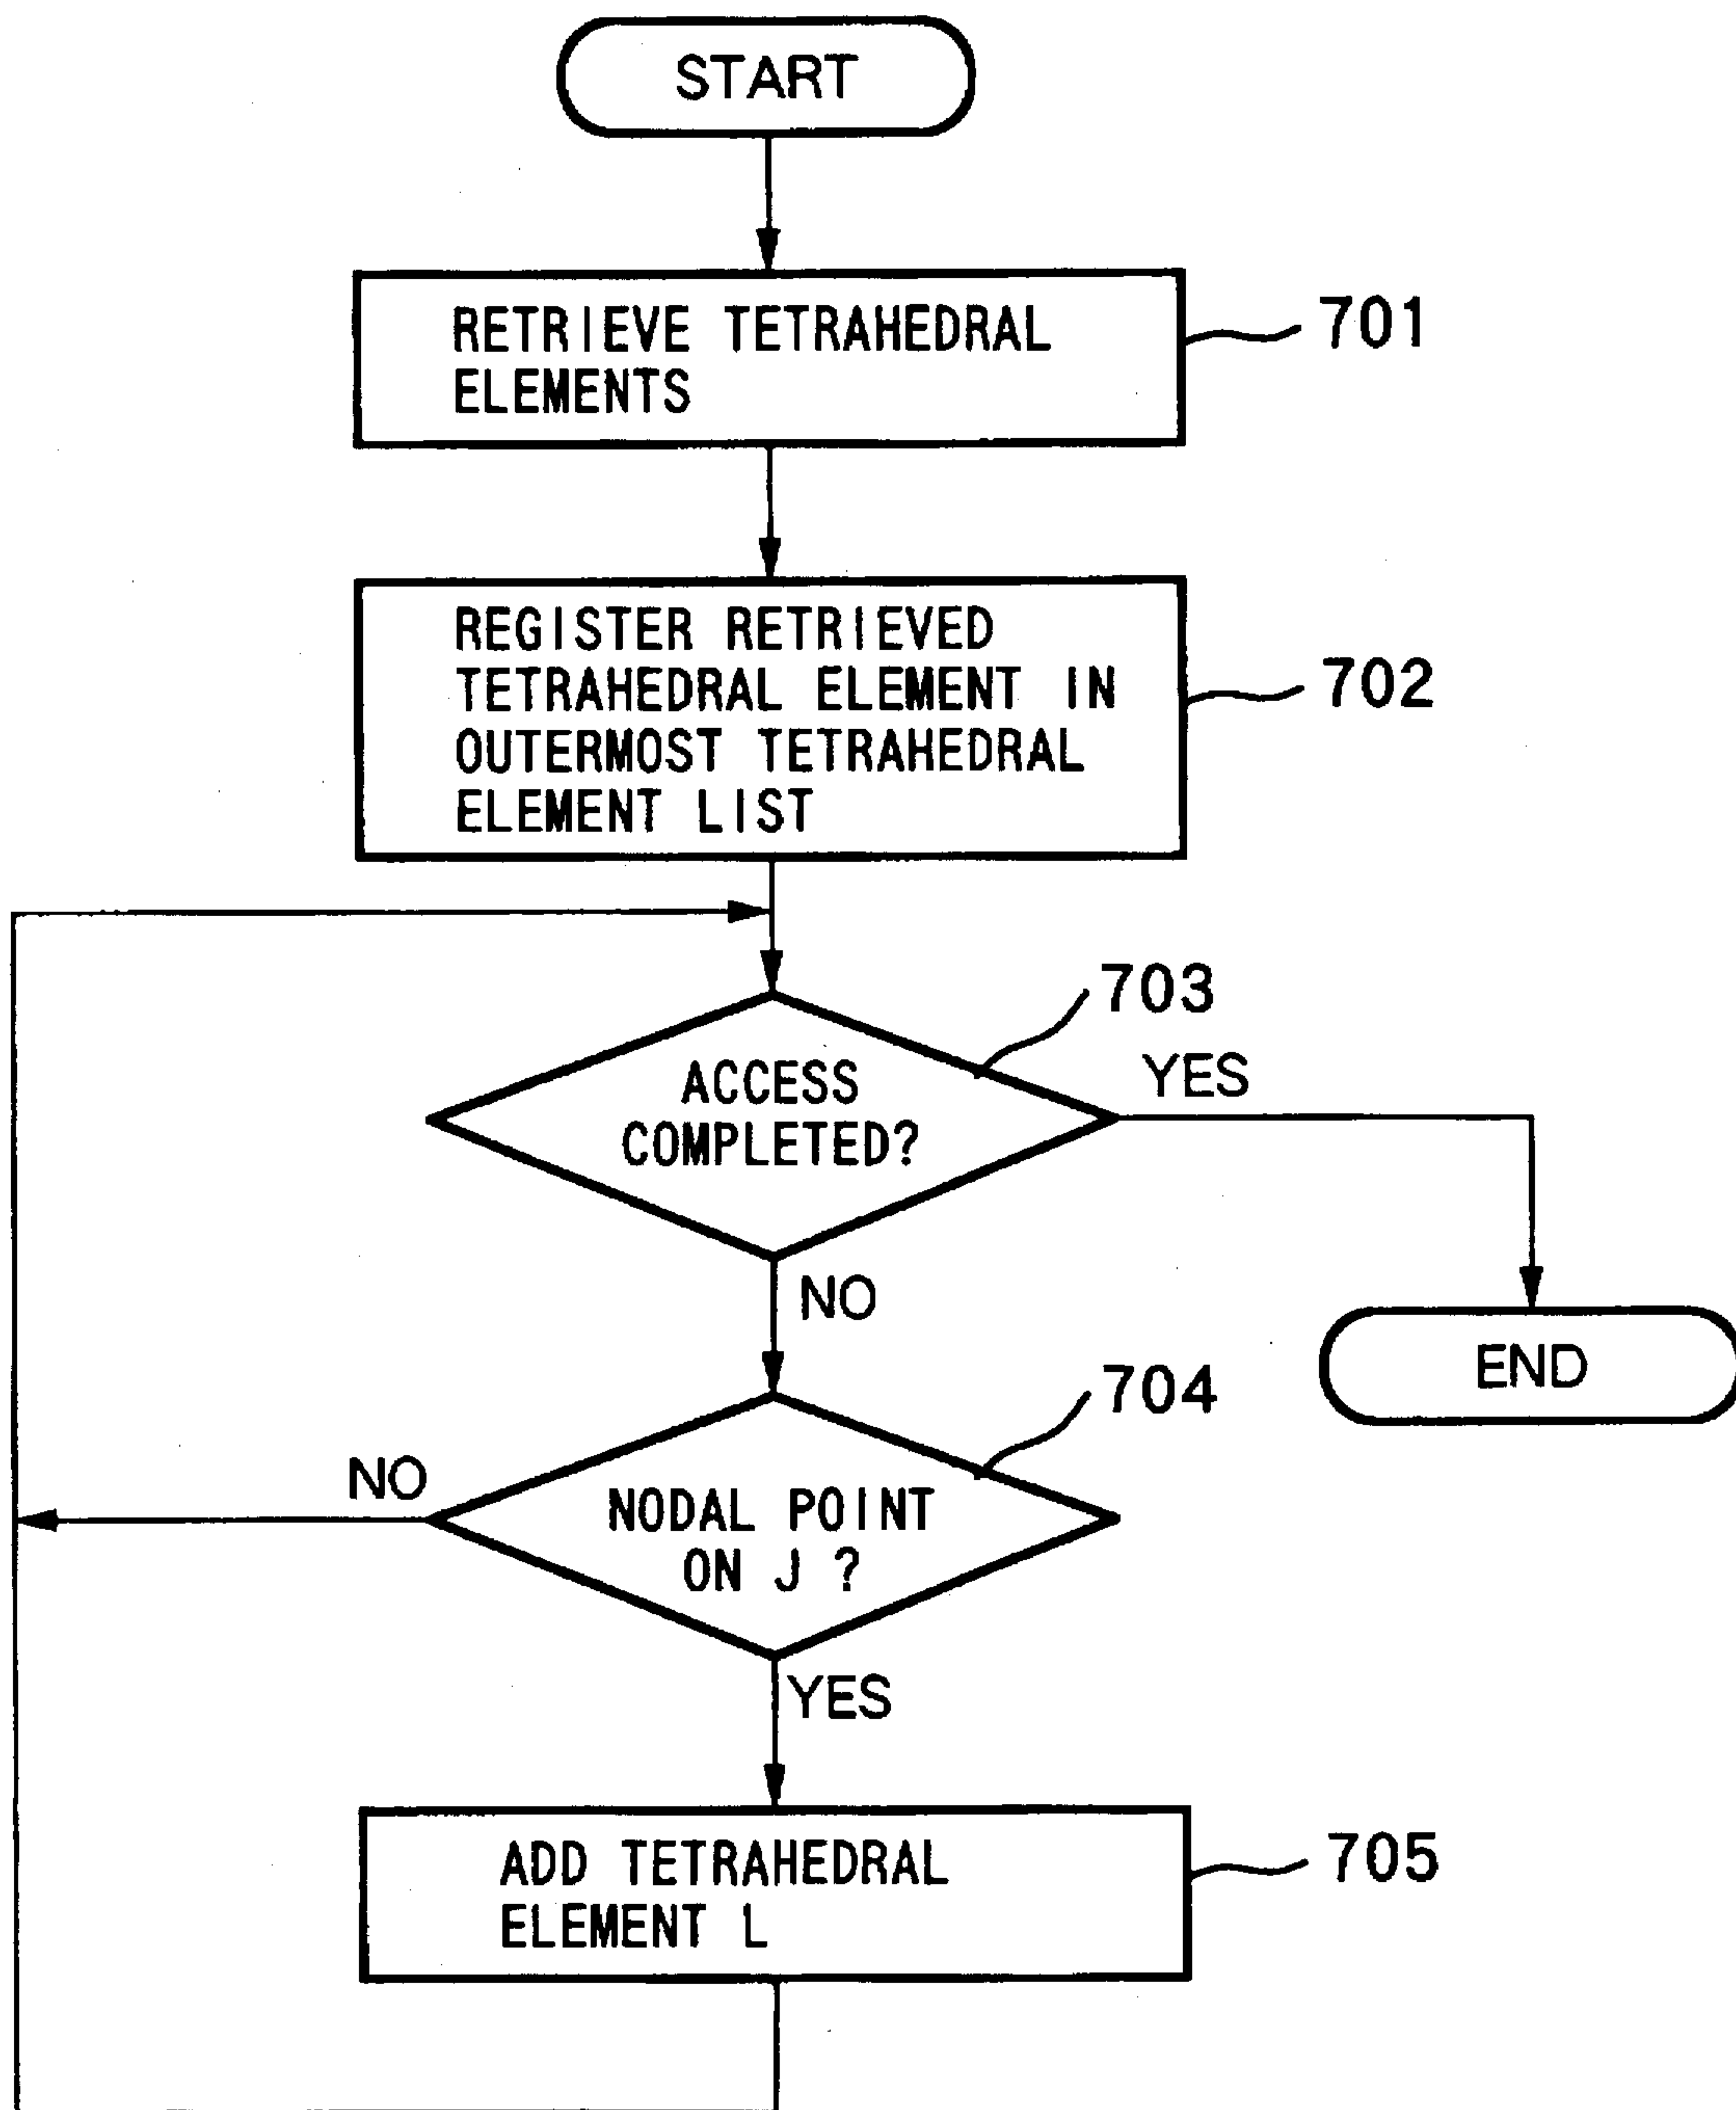 START
RETRIEVE TETRAHEDRAL
ELEMENTS
701
REGISTER RETRIEVED
TETRAHEDRAL ELEMENT IN
OUTERMOST TETRAHEDRAL
ELEMENT LIST
702
703
ACCESS
COMPLETED?
YES
NO
END
704
NO
NODAL POINT
ON J ?
YES
ADD TETRAHEDRAL
ELEMENT L
705